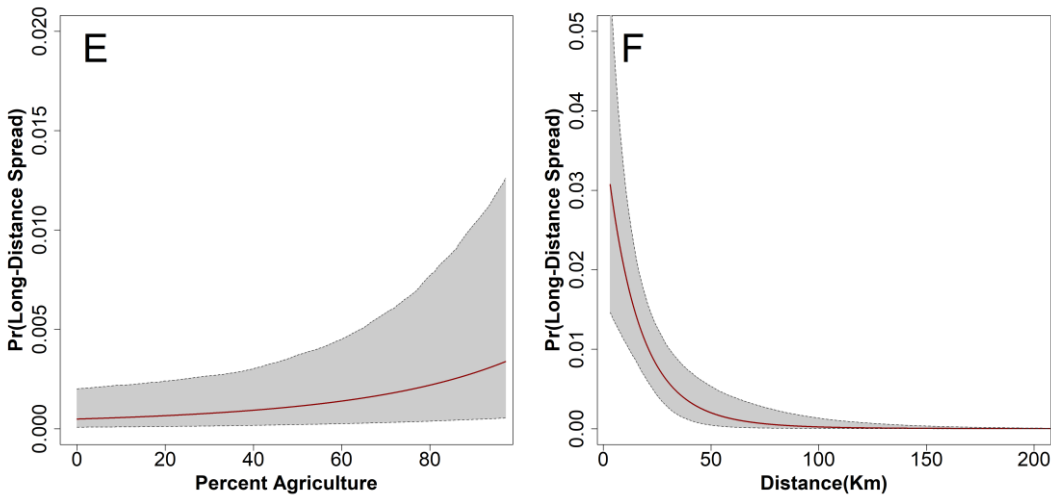 E
Pr(Long-Distance Spread)
0.020
0.015
0.010
0.005
0.000
0 20 40 60 80
Percent Agriculture
F
Pr(Long-Distance Spread)
0.05
0.04
0.03
0.02
0.01
0.00
0 50 100 150 200
Distance(Km)